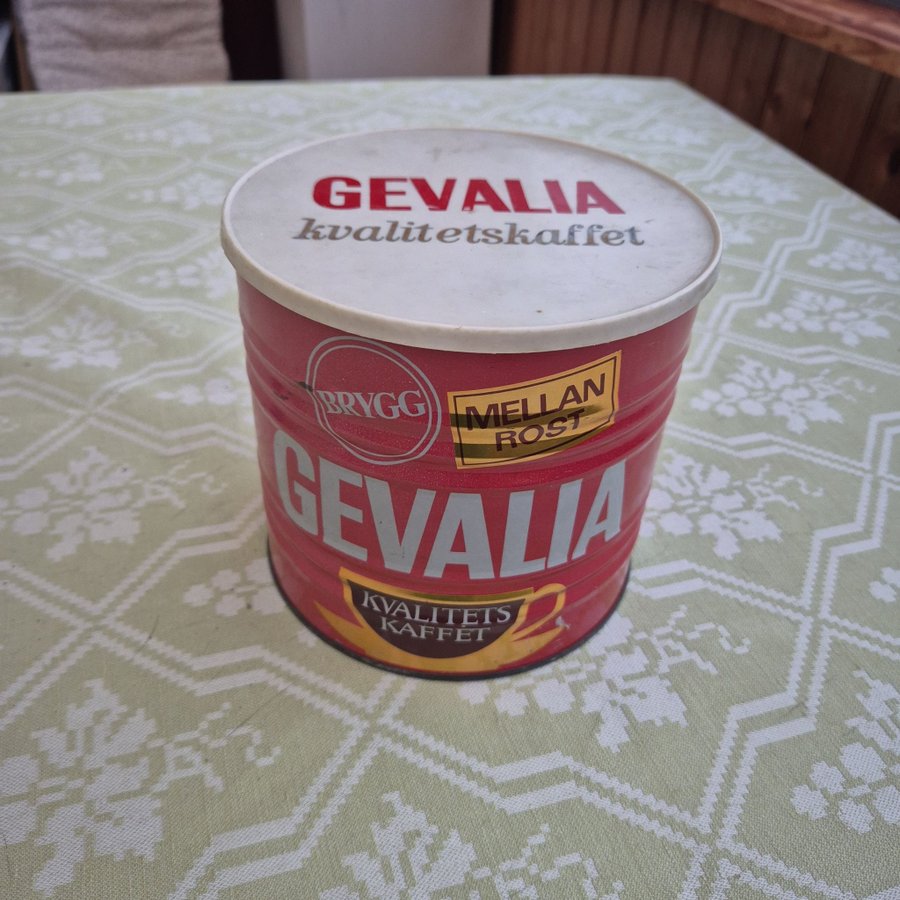 GEVALIA
kvalitetskaffet
BRYGG
MELLAN
ROST
GEVALIA
KVALITETS
KAFFET